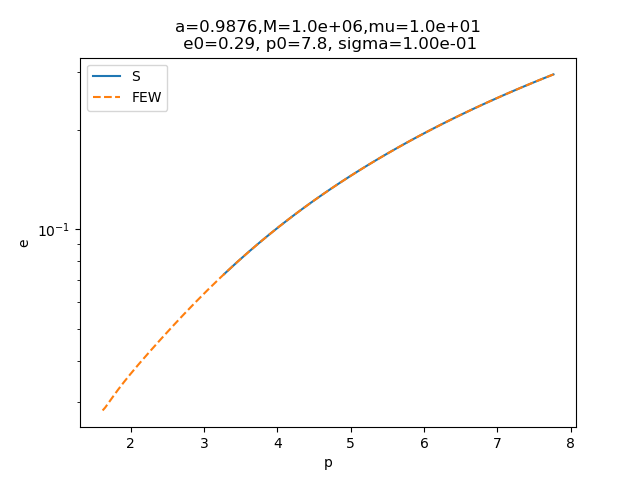 a=0.9876,M=1.0e+06,mu=1.0e+01
e0=0.29, p0=7.8, sigma=1.00e-01
S
FEW
10⁻¹
e
2 3 4 5 6 7 8
p